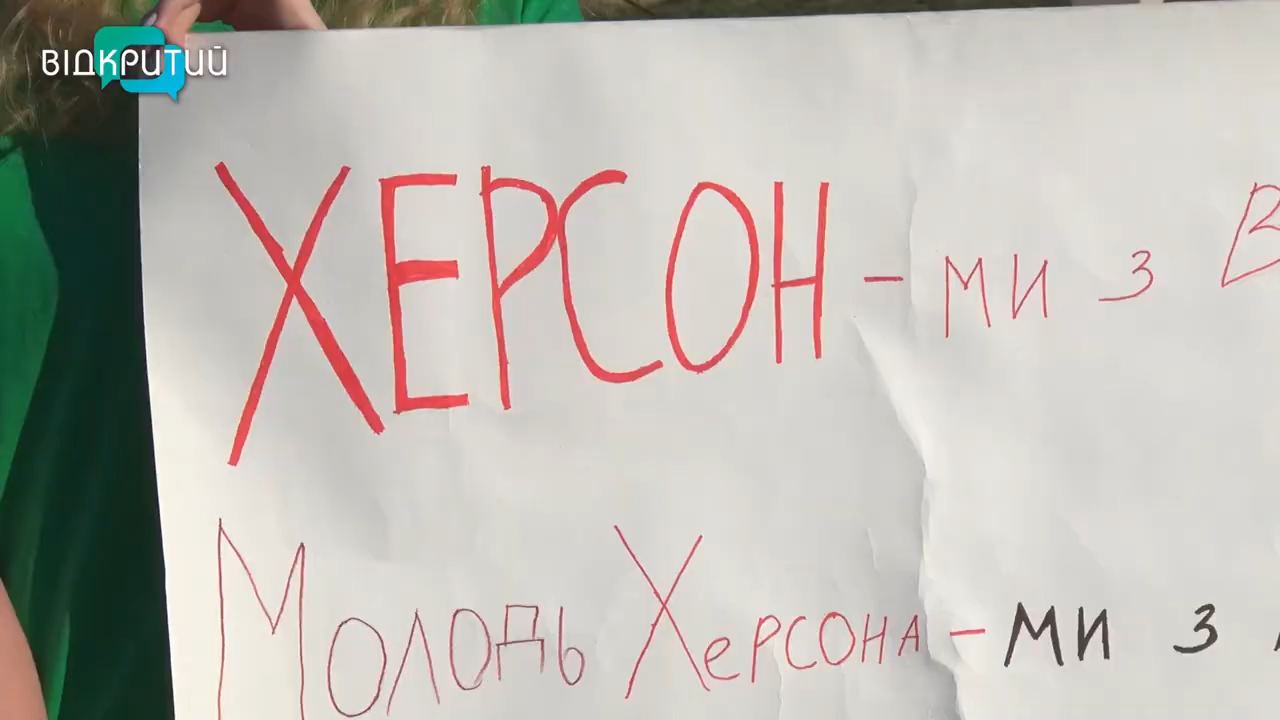 ВІДКРИТИЙ
ХЕРСОН - МИ З
МОЛОДЬ ХЕРСОНА - МИ З